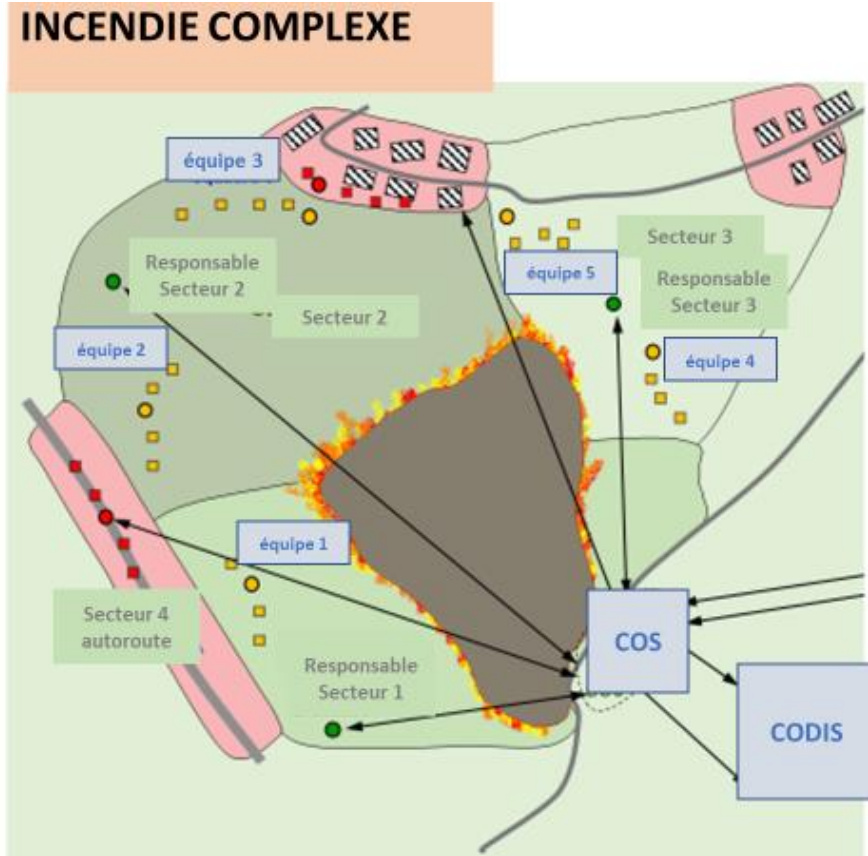 INCENDIE COMPLEXE
équipe 3
Secteur 3
Responsable
Secteur 2
équipe 5
Responsable
Secteur 3
Secteur 2
équipe 2
équipe 4
équipe 1
Secteur 4
autoroute
COS
Responsable
Secteur 1
CODIS